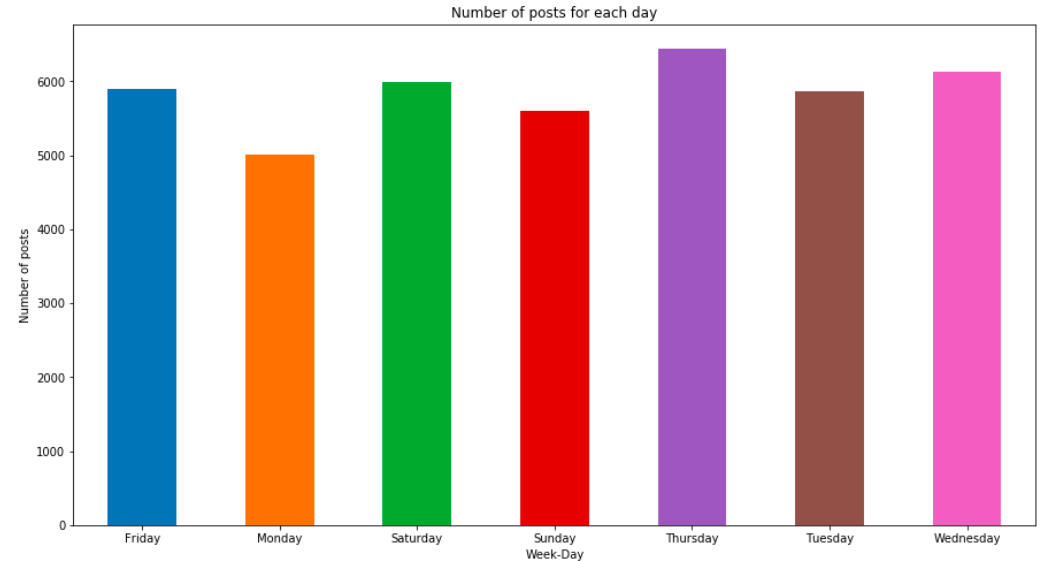 Number of posts for each day
Number of posts
6000
5000
4000
3000
2000
1000
0
Friday Monday Saturday Sunday Thursday Tuesday Wednesday
Week-Day